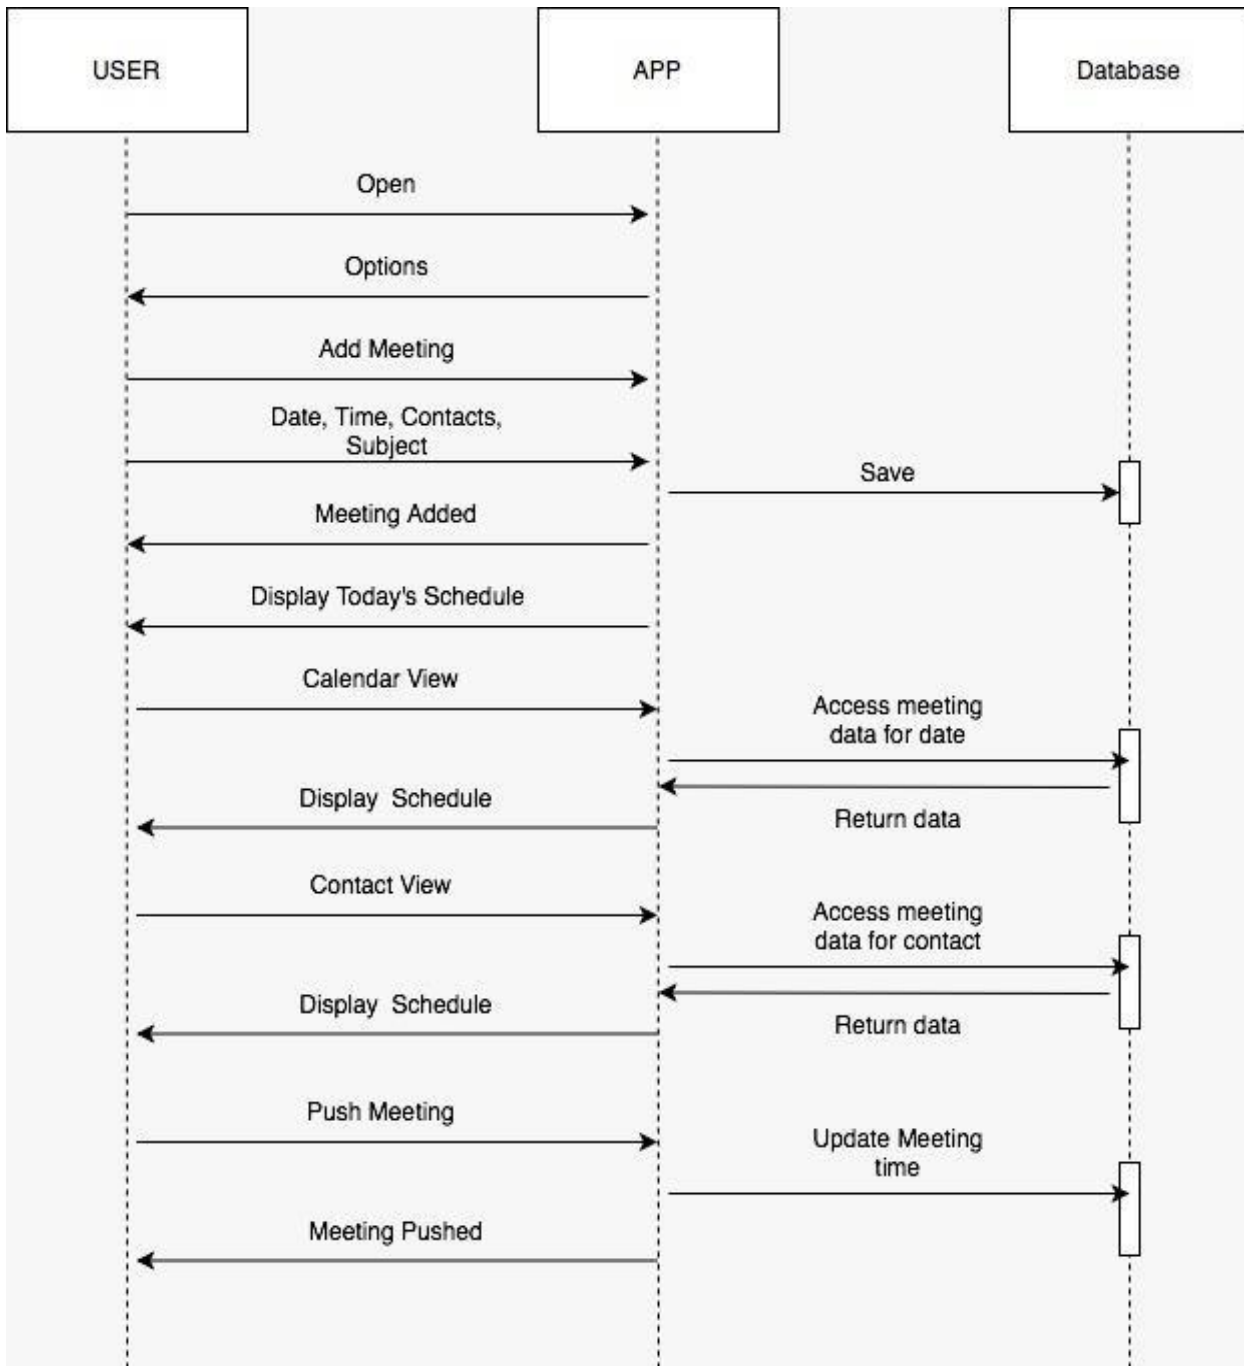 USER
APP
Database
Open
Options
Add Meeting
Date, Time, Contacts,
Subject
Save
Meeting Added
Display Today's Schedule
Calendar View
Access meeting
data for date
Display  Schedule
Return data
Contact View
Access meeting
data for contact
Display  Schedule
Return data
Push Meeting
Update Meeting
time
Meeting Pushed